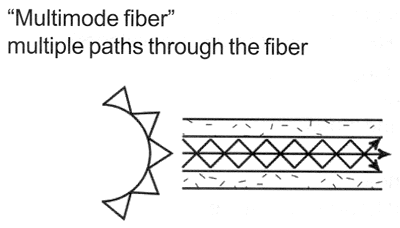 “Multimode fiber”
multiple paths through the fiber